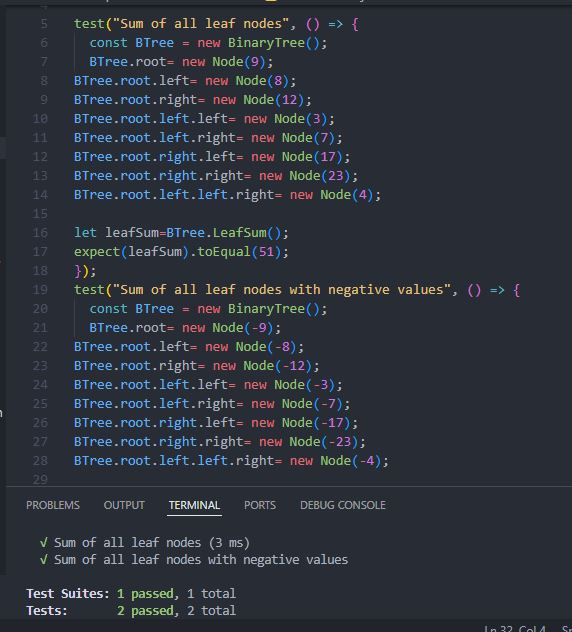 4
5 test("Sum of all leaf nodes", () => {
6 const BTree = new BinaryTree();
7 BTree.root= new Node(9);
8 BTree.root.left= new Node(8);
9 BTree.root.right= new Node(12);
10 BTree.root.left.left= new Node(3);
11 BTree.root.left.right= new Node(7);
12 BTree.root.right.left= new Node(17);
13 BTree.root.right.right= new Node(23);
14 BTree.root.left.left.right= new Node(4);
15
16 let leafSum=BTree.LeafSum();
17 expect(leafSum).toEqual(51);
18 });
19 test("Sum of all leaf nodes with negative values", () => {
20 const BTree = new BinaryTree();
21 BTree.root= new Node(-9);
22 BTree.root.left= new Node(-8);
23 BTree.root.right= new Node(-12);
24 BTree.root.left.left= new Node(-3);
25 BTree.root.left.right= new Node(-7);
26 BTree.root.right.left= new Node(-17);
27 BTree.root.right.right= new Node(-23);
28 BTree.root.left.left.right= new Node(-4);
29
PROBLEMS OUTPUT TERMINAL PORTS DEBUG CONSOLE
√ Sum of all leaf nodes (3 ms)
√ Sum of all leaf nodes with negative values
Test Suites: 1 passed, 1 total
Tests: 2 passed, 2 total
Ln 32, Col 4